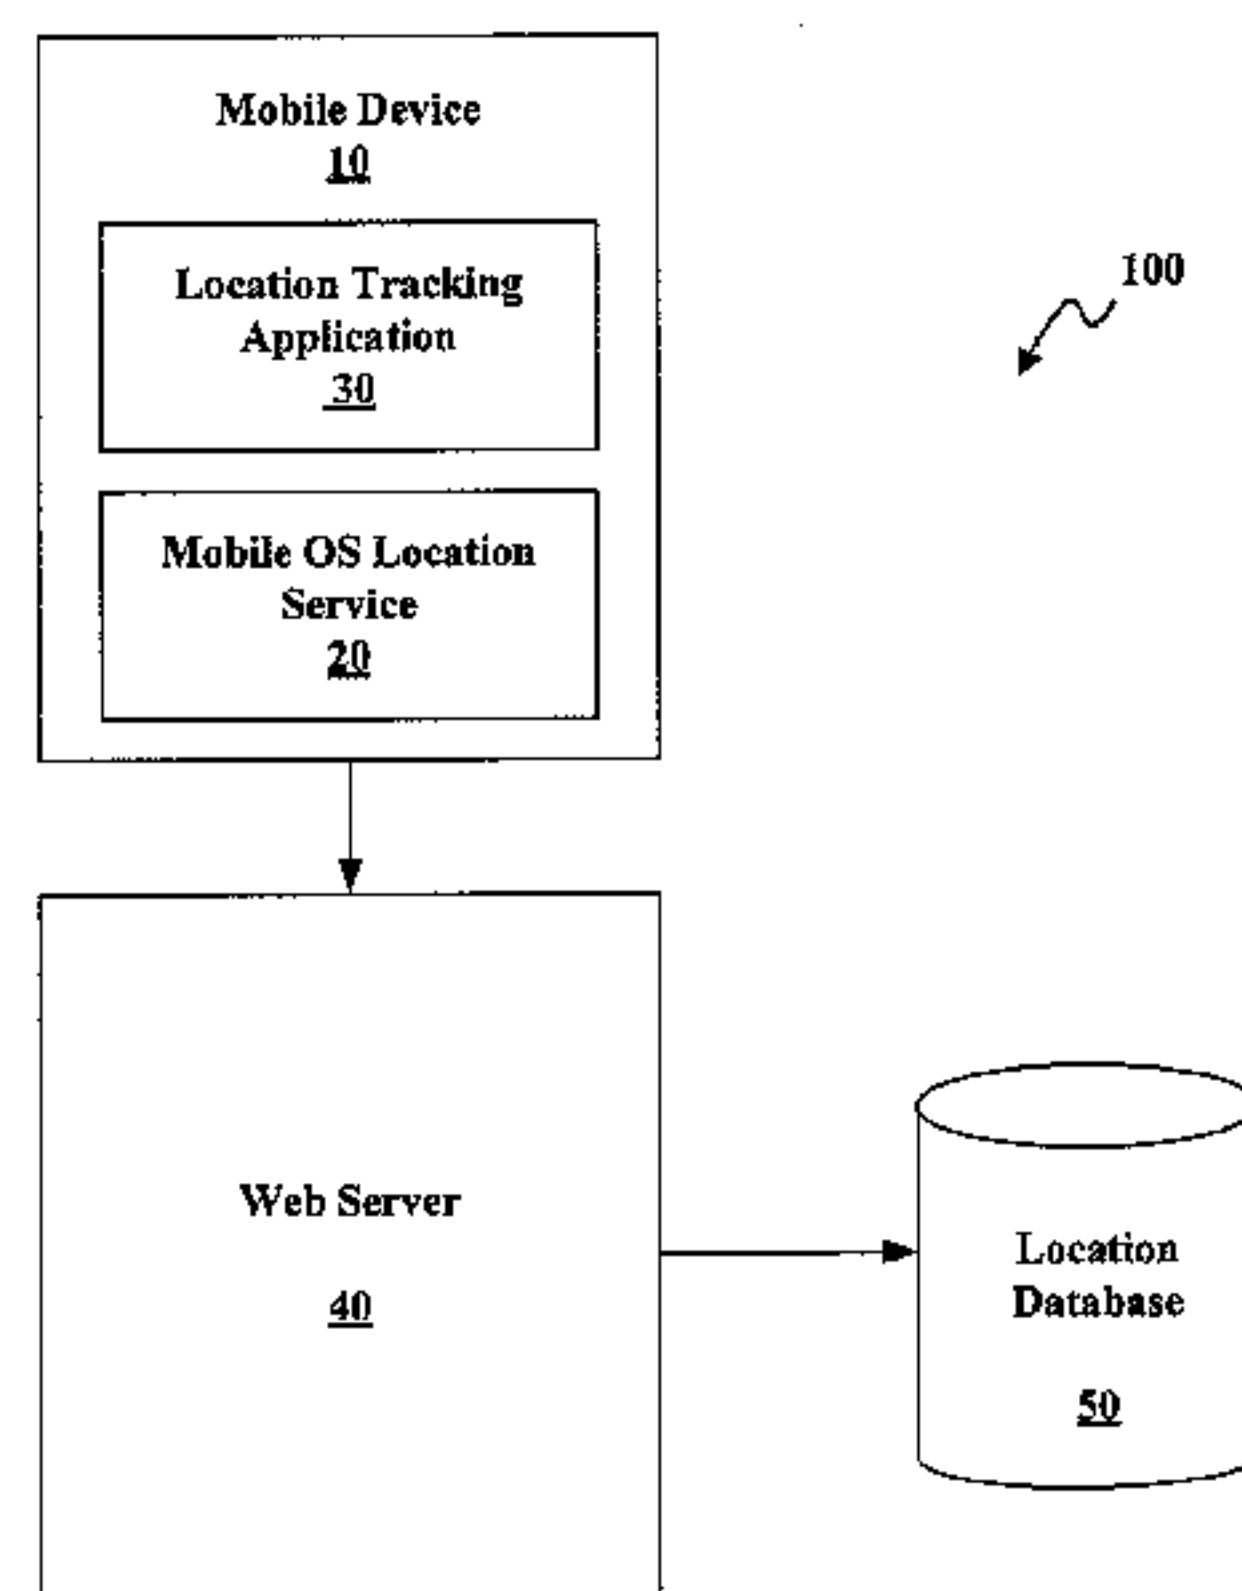 Mobile Device
10
Location Tracking
Application
30
100
Mobile OS Location
Service
20
Web Server
40
Location
Database
50